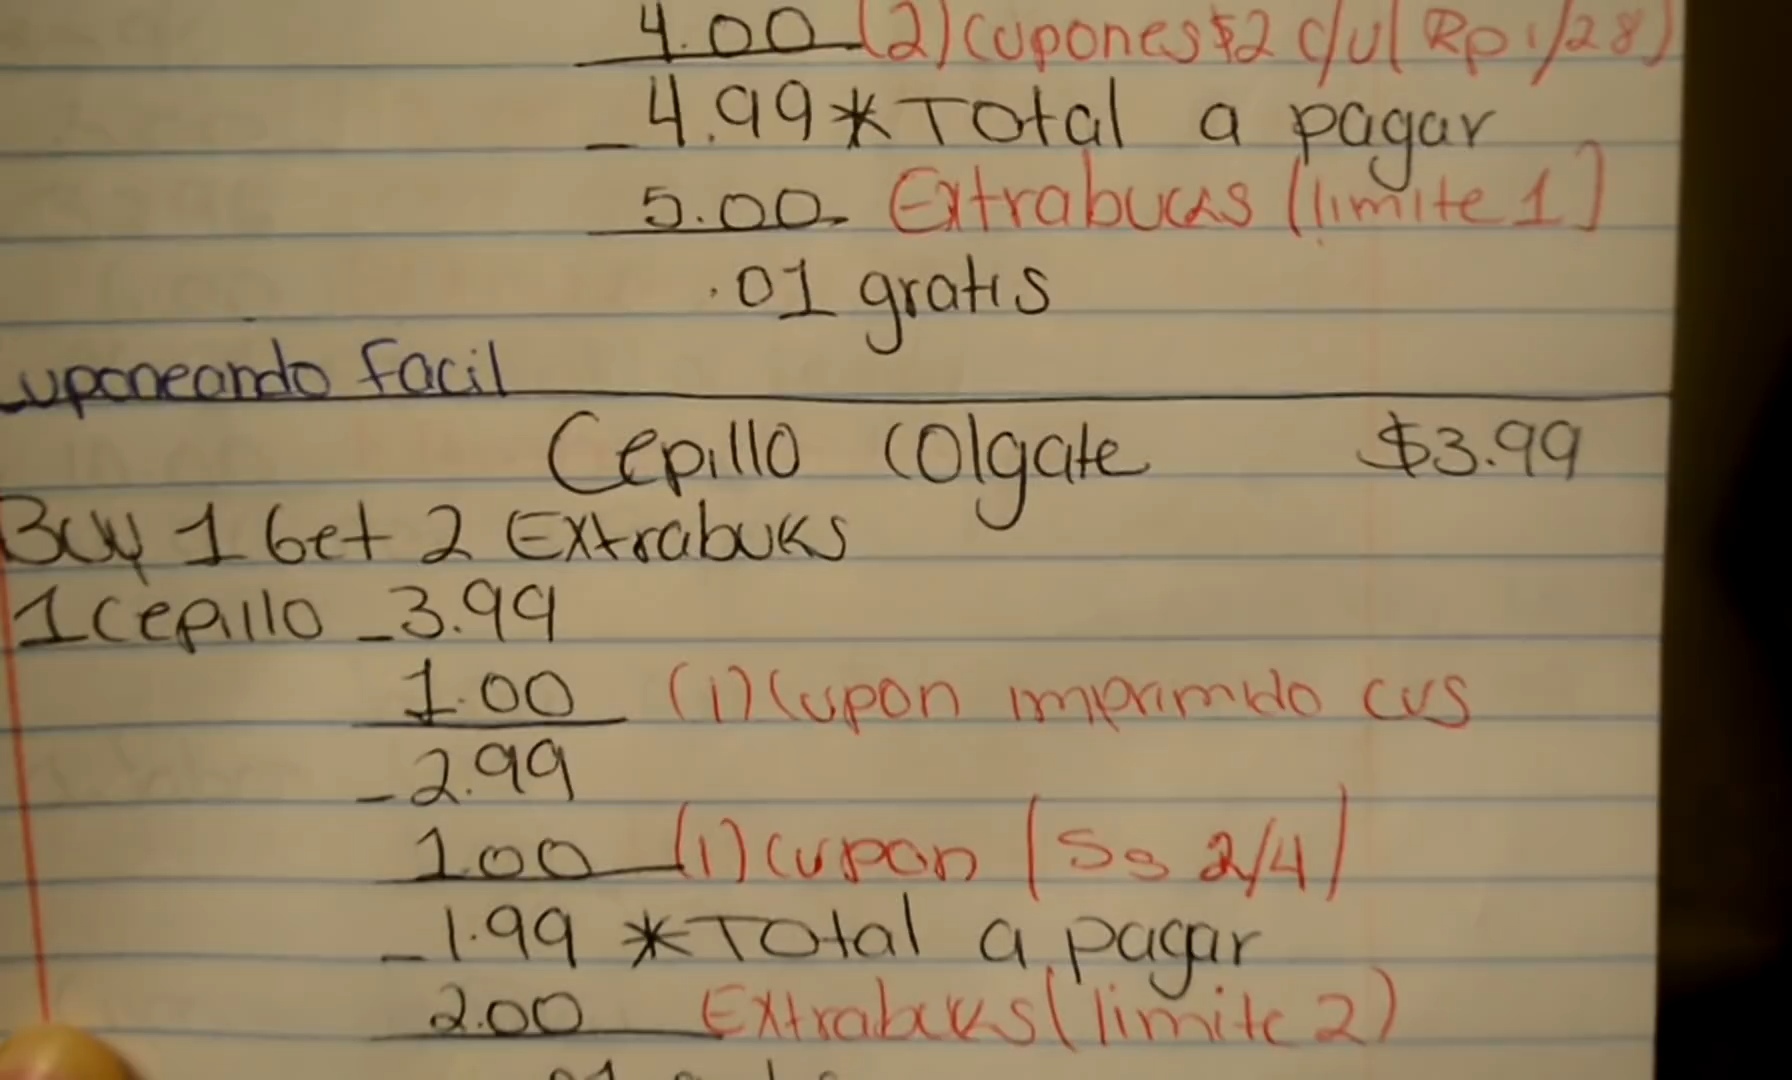 4.00 (2) Cupones $2 c/u (Rp 1/28)
- 4.99 * Total a pagar
5.00 Extrabucks (limite 1)
.01 gratis
Cuponeando Facil
Cepillo Colgate $3.99
Buy 1 Get 2 Extrabuks
1 Cepillo - 3.99
1.00 (1) Cupon imprimido CVS
- 2.99
1.00 (1) Cupon (Ss 2/4)
- 1.99 * Total a pagar
2.00 Extrabucks (limite 2)